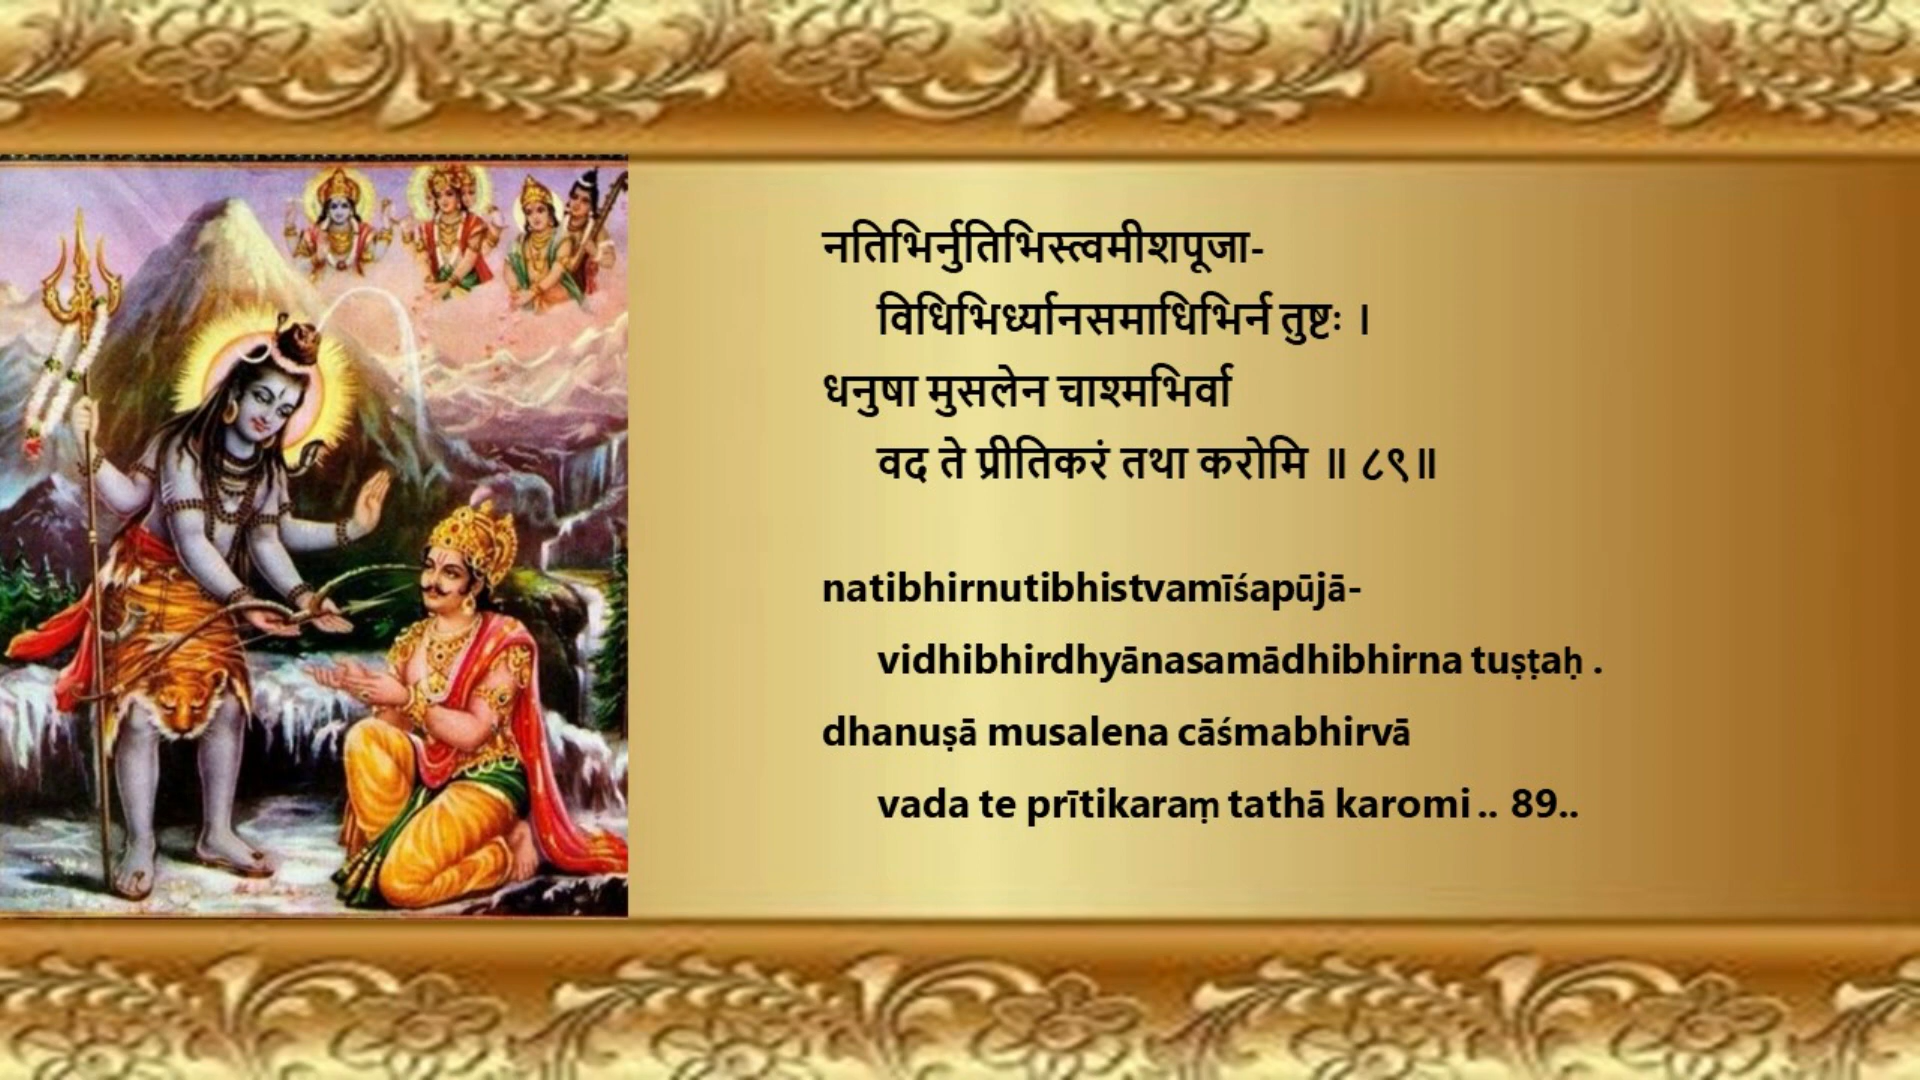 नतिभिर्नुतिभिस्त्वमीशपूजा-
विधिभिर्ध्यानसमाधिभिर्न तुष्टः ।
धनुषा मुसलेन चाश्मभिर्वा
वद ते प्रीतिकरं तथा करोमि ॥ ८९॥
natibhirnutibhistvamīśapūjā-
vidhibhirdhyānasamādhibhirna tuṣṭaḥ .
dhanuṣā musalena cāśmabhirvā
vada te prītikaraṃ tathā karomi .. 89..